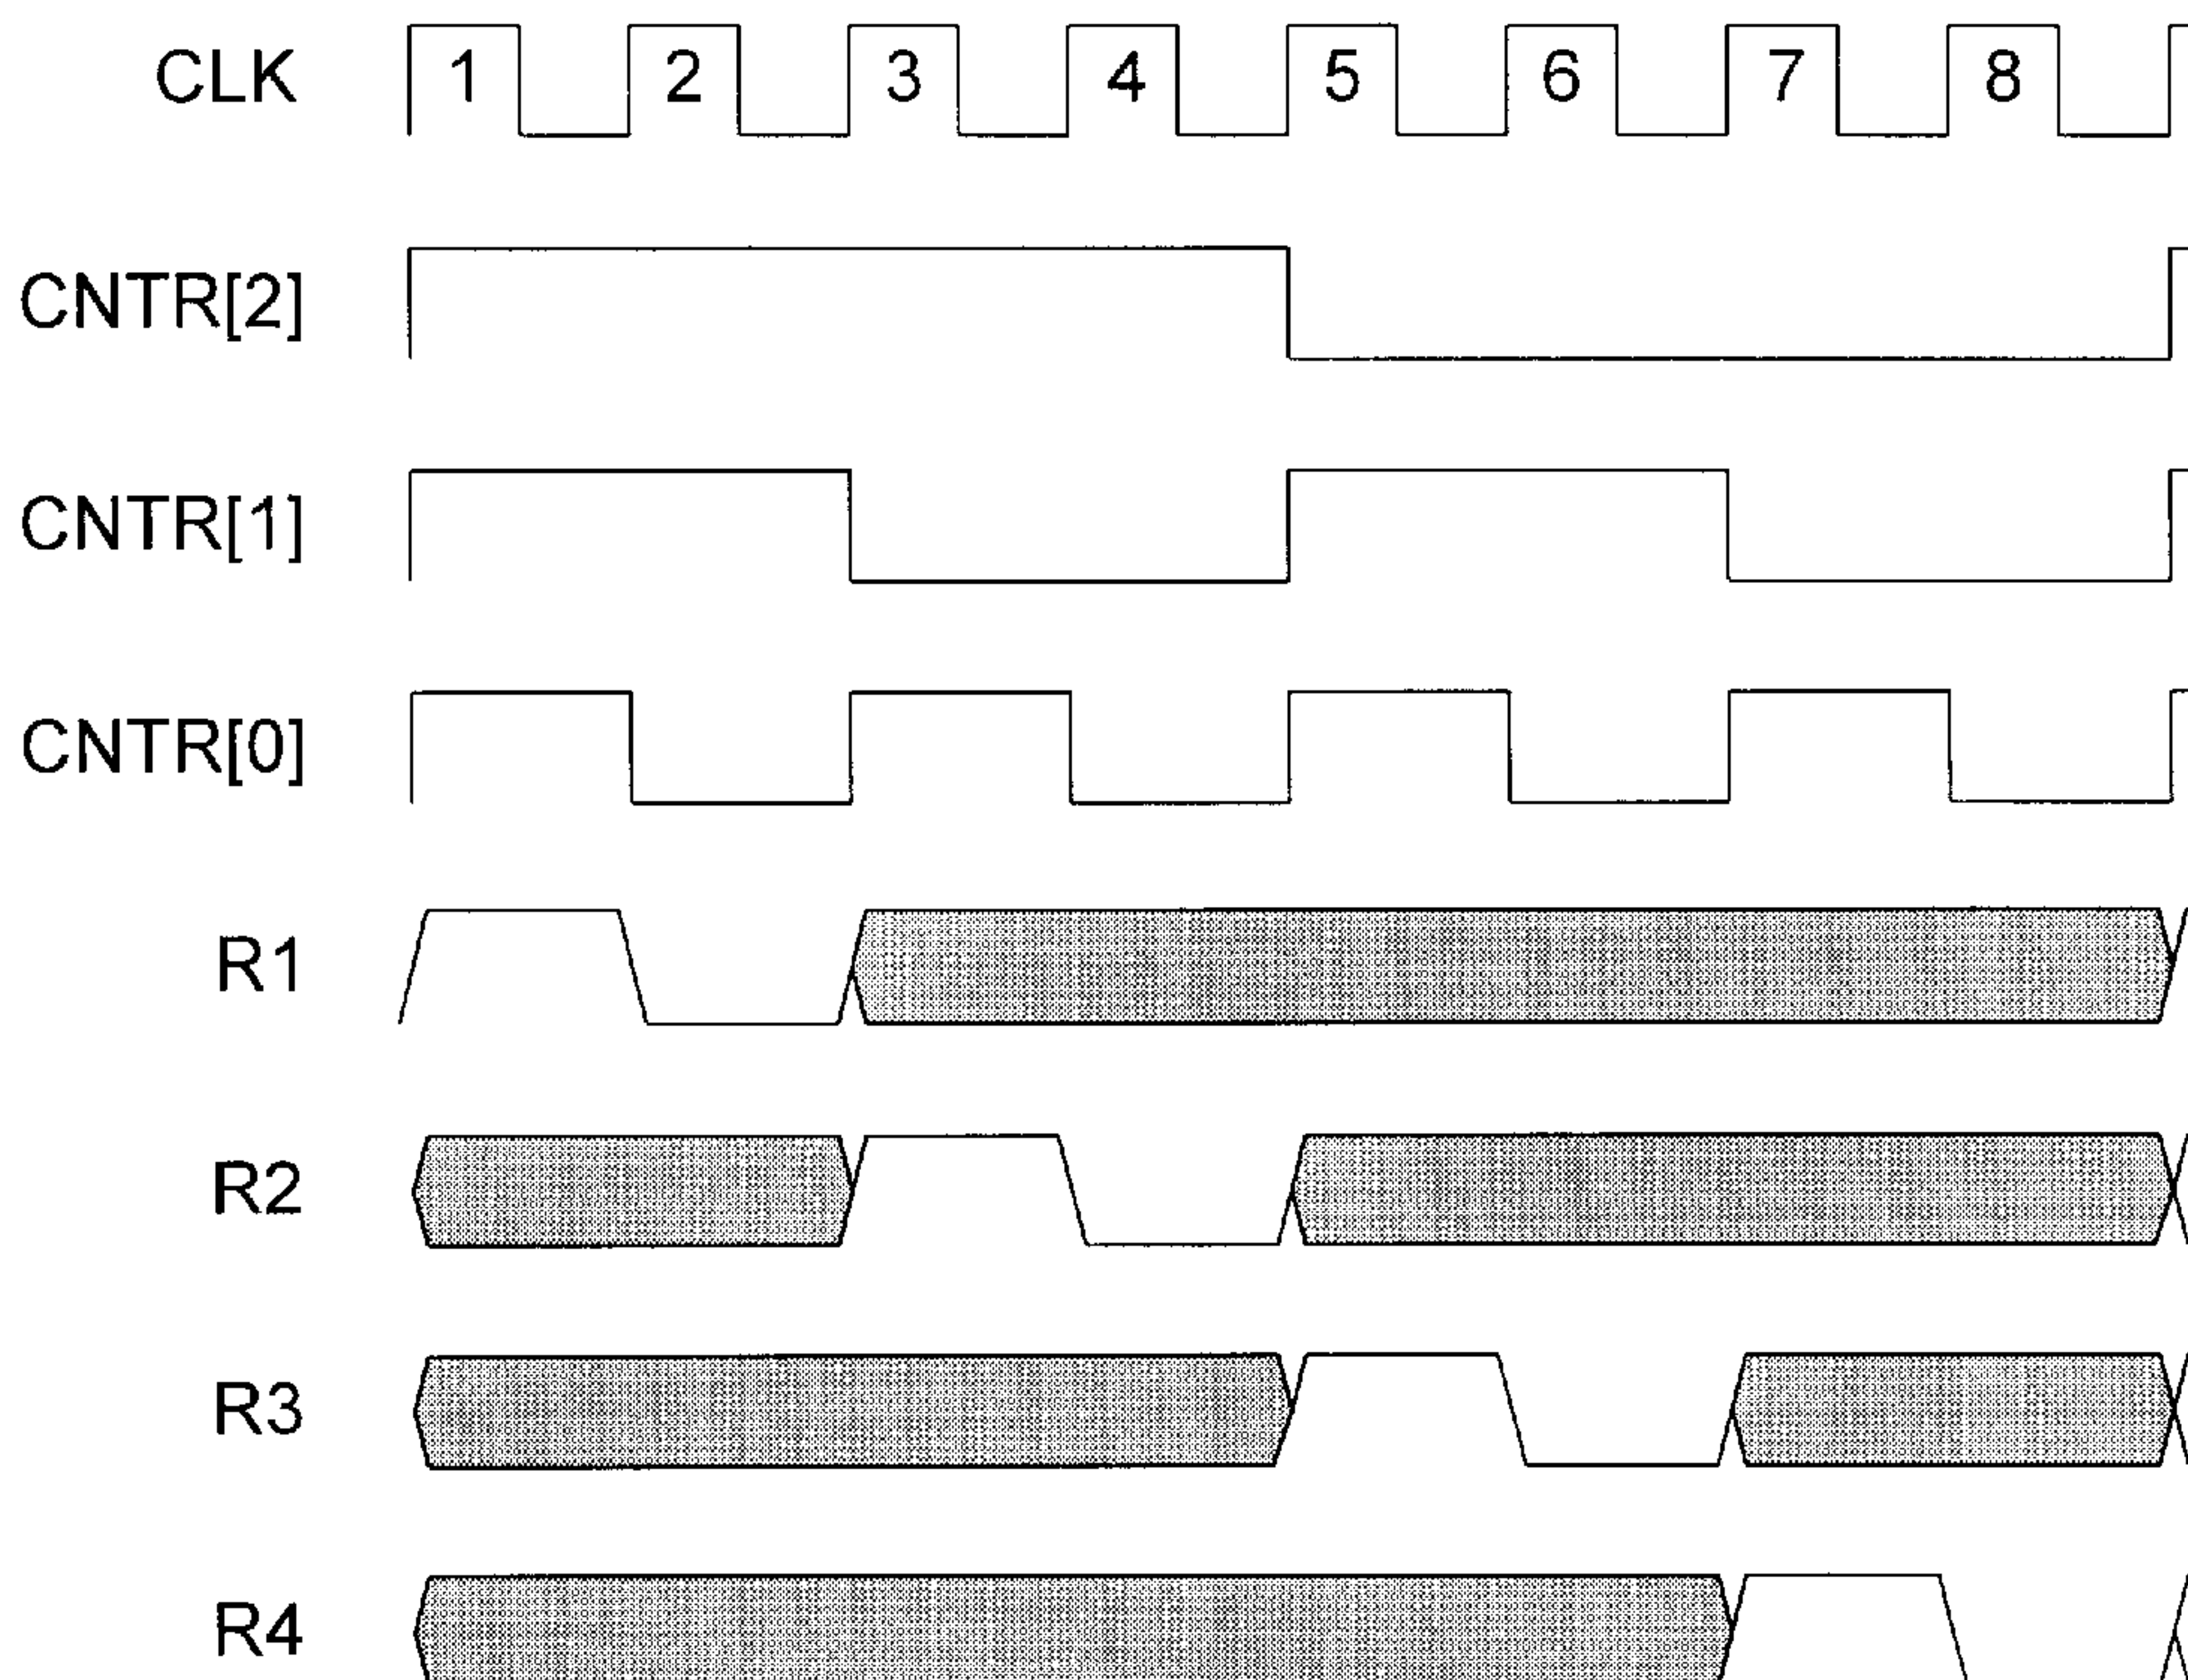 CLK 1 2 3 4 5 6 7 8
CNTR[2]
CNTR[1]
CNTR[0]
R1
R2
R3
R4